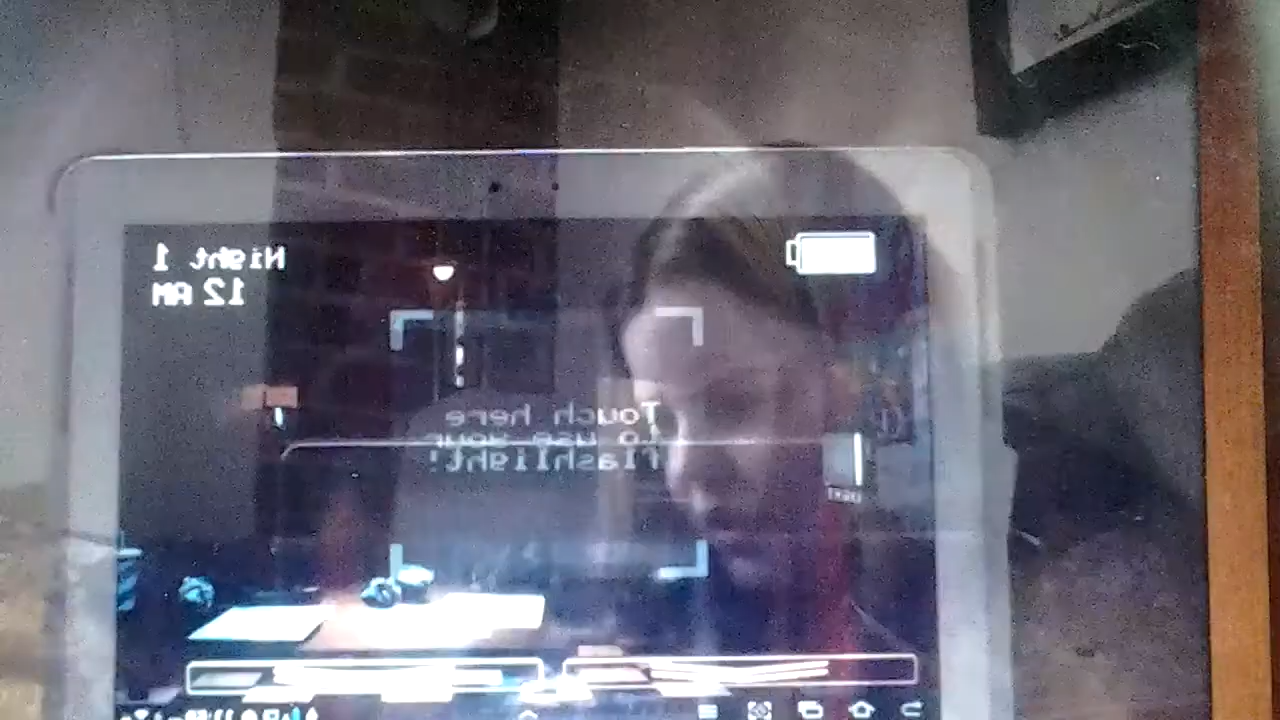 Night 1
12 AM
Touch here
to use your
flashlight!